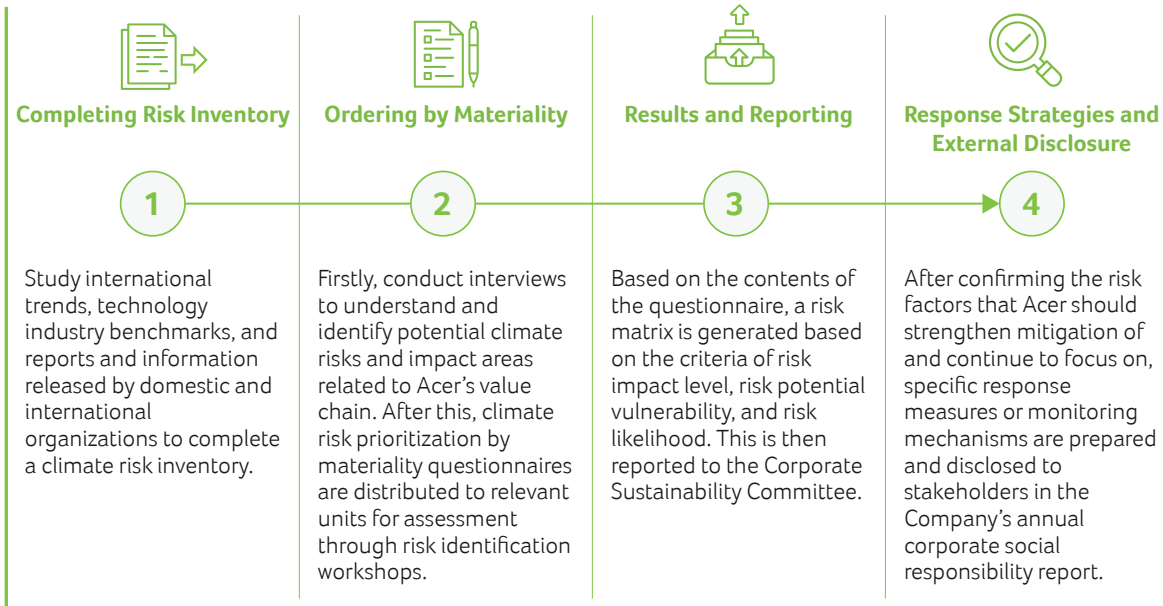 Completing Risk Inventory
1
Study international
trends, technology
industry benchmarks, and
reports and information
released by domestic and
international
organizations to complete
a climate risk inventory.
Ordering by Materiality
2
Firstly, conduct interviews
to understand and
identify potential climate
risks and impact areas
related to Acer’s value
chain. After this, climate
risk prioritization by
materiality questionnaires
are distributed to relevant
units for assessment
through risk identification
workshops.
Results and Reporting
3
Based on the contents of
the questionnaire, a risk
matrix is generated based
on the criteria of risk
impact level, risk potential
vulnerability, and risk
likelihood. This is then
reported to the Corporate
Sustainability Committee.
Response Strategies and
External Disclosure
4
After confirming the risk
factors that Acer should
strengthen mitigation of
and continue to focus on,
specific response
measures or monitoring
mechanisms are prepared
and disclosed to
stakeholders in the
Company’s annual
corporate social
responsibility report.